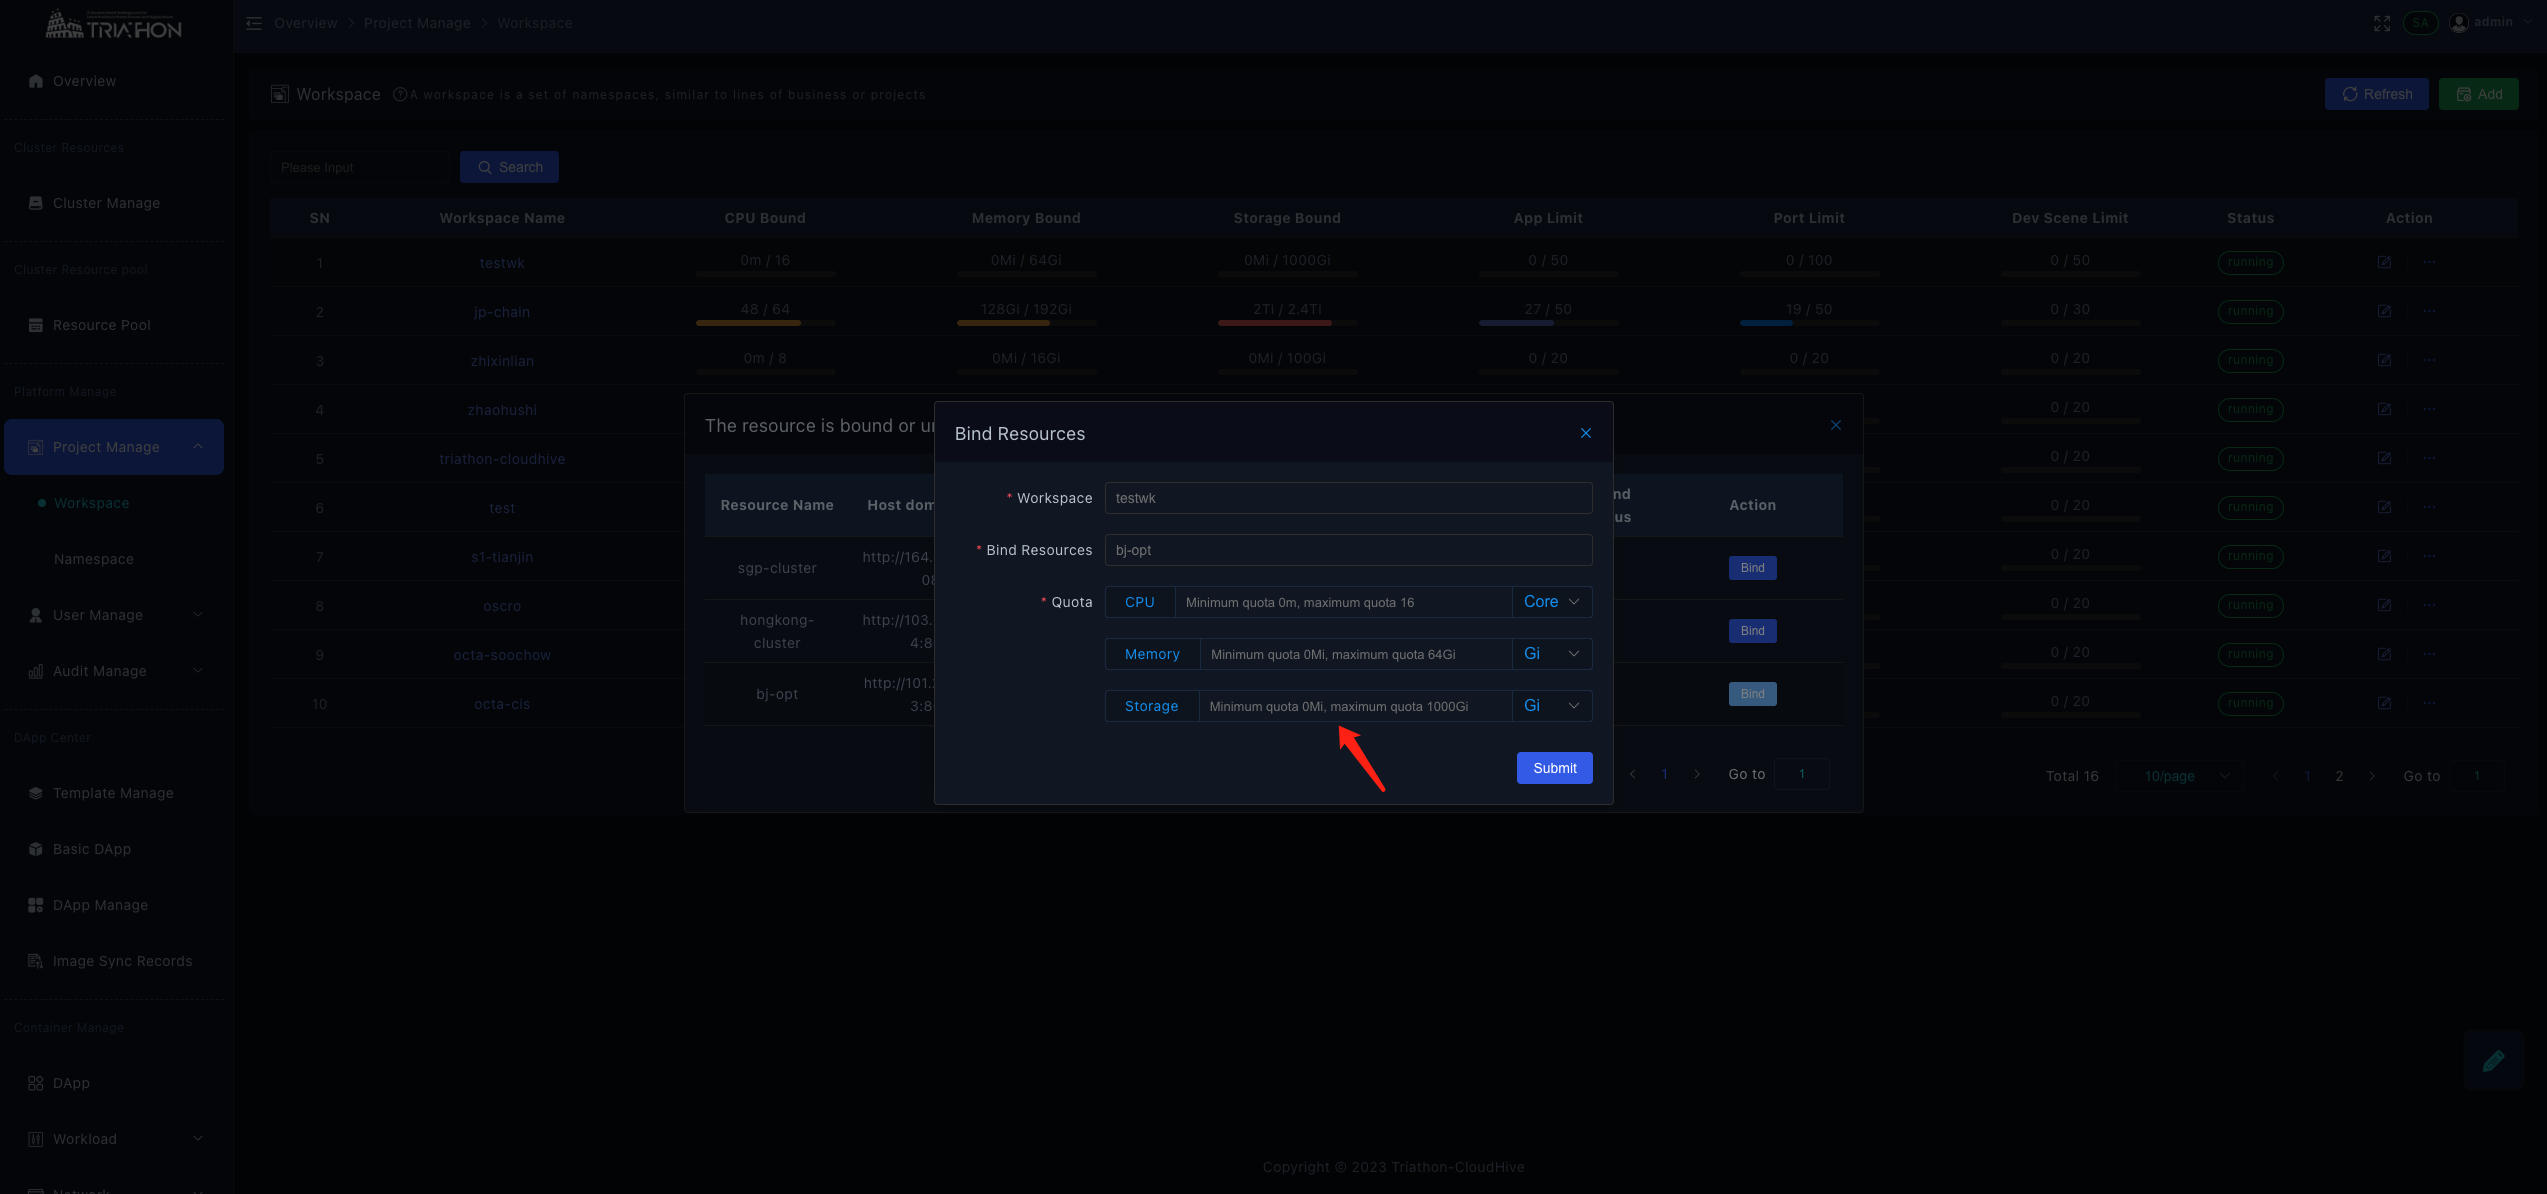 TRIATHON
Overview > Project Manage > Workspace
SA
admin
Overview
Cluster Resources
Cluster Manage
Cluster Resource pool
Resource Pool
Platform Manage
Project Manage
Workspace
Namespace
User Manage
Audit Manage
DApp Center
Template Manage
Basic DApp
DApp Manage
Image Sync Records
Container Manage
DApp
Workload
Network
Workspace
A workspace is a set of namespaces, similar to lines of business or projects
Refresh
Add
Please Input
Search
SN Workspace Name CPU Bound Memory Bound Storage Bound App Limit Port Limit Dev Scene Limit Status Action
1 testwk 0m / 16 0Mi / 64Gi 0Mi / 1000Gi 0 / 50 0 / 100 0 / 50 running ...
2 jp-chain 48 / 64 128Gi / 192Gi 2Ti / 2.4Ti 27 / 50 19 / 50 0 / 30 running ...
3 zhlxinlian 0m / 8 0Mi / 16Gi 0Mi / 100Gi 0 / 20 0 / 20 0 / 20 running ...
4 zhaohushi 0 / 20 running ...
5 triathon-cloudhive 0 / 20 running ...
6 test 0 / 20 running ...
7 s1-tianjin 0 / 20 running ...
8 oscro 0 / 20 running ...
9 octa-soochow 0 / 20 running ...
10 octa-cis 0 / 20 running ...
Total 16 10/page < 1 2 > Go to 1
The resource is bound or
Resource Name Host dom nd us Action
sgp-cluster http://164. 08 Bind
hongkong-cluster http://103. 4:8 Bind
bj-opt http://101. 3:8 Bind
< 1 > Go to 1
Bind Resources
* Workspace testwk
* Bind Resources bj-opt
* Quota CPU Minimum quota 0m, maximum quota 16 Core
Memory Minimum quota 0Mi, maximum quota 64Gi Gi
Storage Minimum quota 0Mi, maximum quota 1000Gi Gi
Submit
Copyright © 2023 Triathon-CloudHive